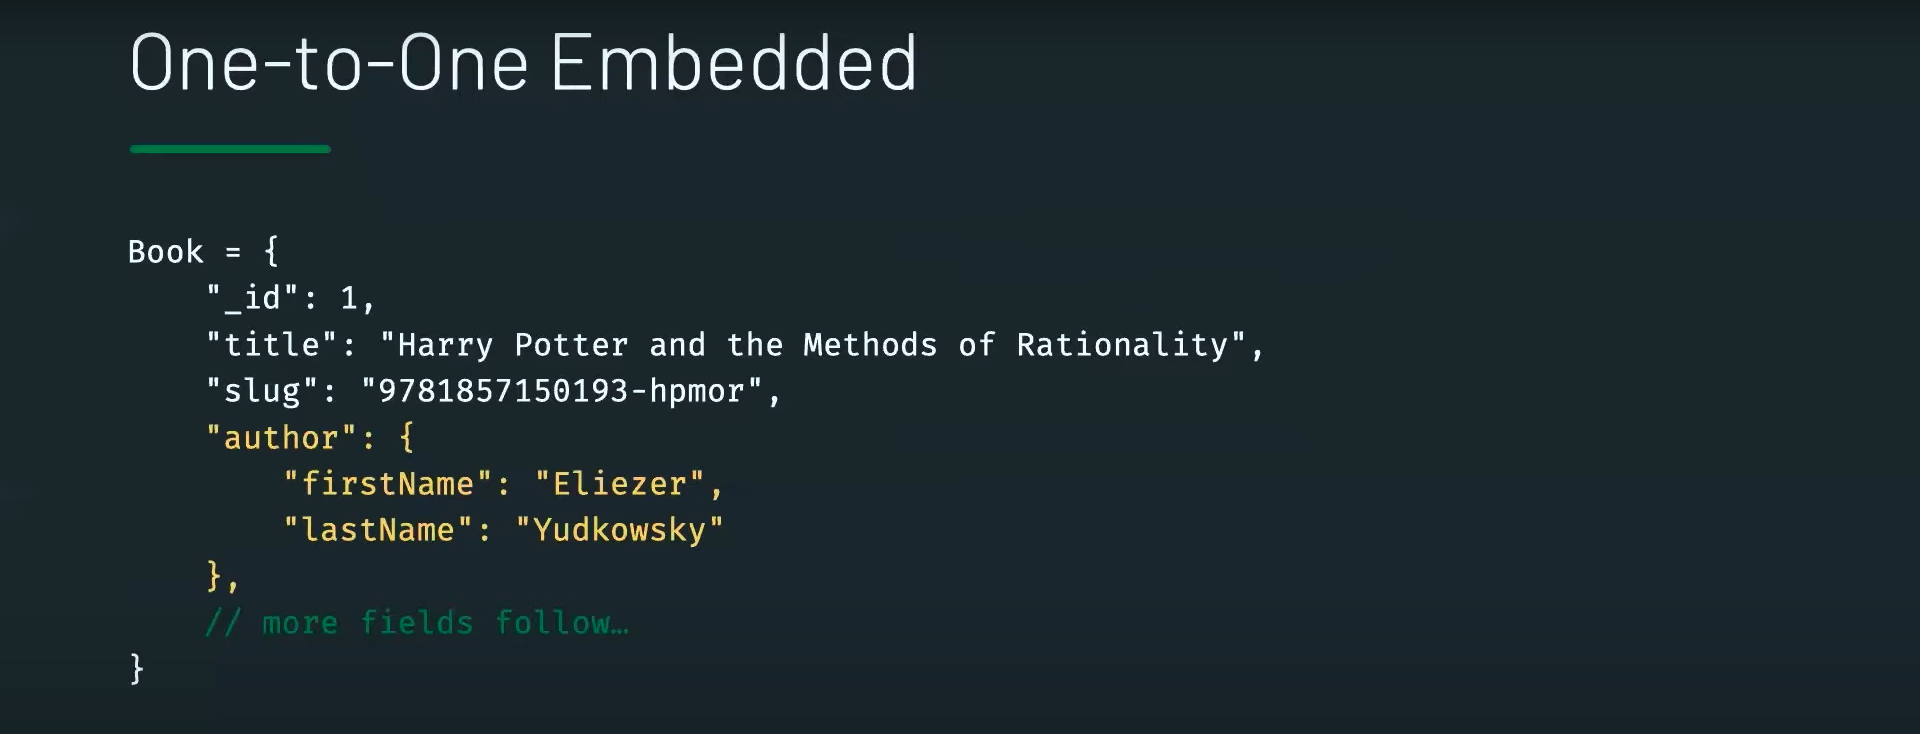 One-to-One Embedded
Book = {
"_id": 1,
"title": "Harry Potter and the Methods of Rationality",
"slug": "9781857150193-hpmor",
"author": {
"firstName": "Eliezer",
"lastName": "Yudkowsky"
},
// more fields follow…
}